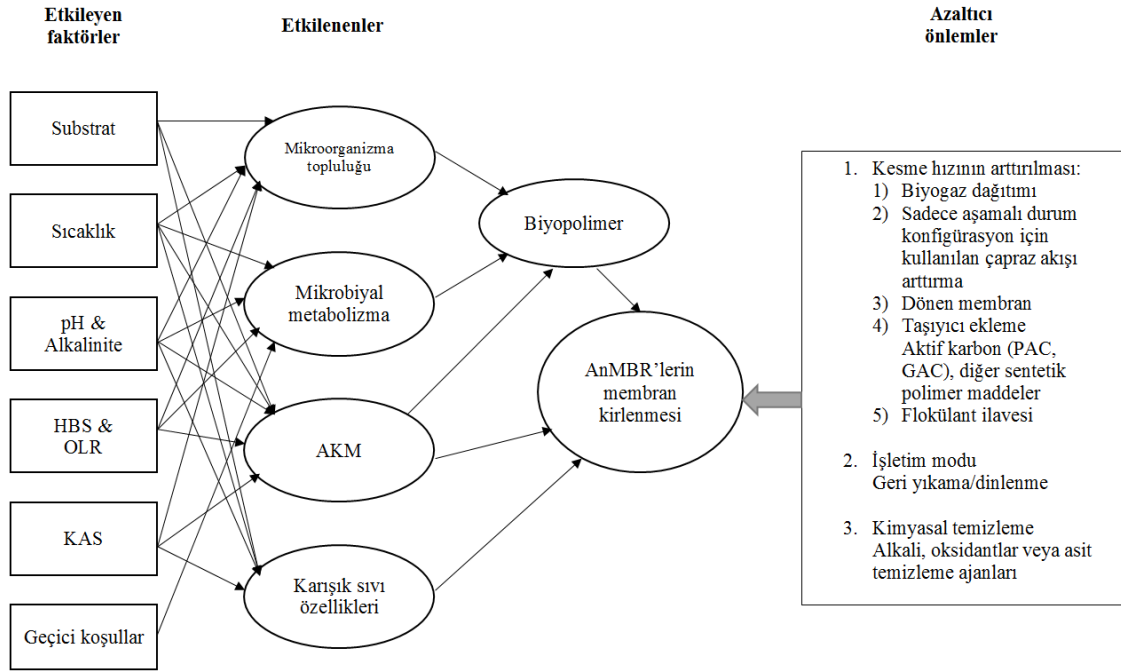 Etkileyen
faktörler
Etkilenenler
Azaltıcı
önlemler
Substrat
Sıcaklık
pH &
Alkalinite
HBS &
OLR
KAS
Geçici koşullar
Mikroorganizma
topluluğu
Mikrobiyal
metabolizma
AKM
Karışık sıvı
özellikleri
Biyopolimer
AnMBR’lerin
membran
kirlenmesi
1. Kesme hızının arttırılması:
1) Biyogaz dağıtımı
2) Sadece aşamalı durum
konfigürasyon için
kullanılan çapraz akışı
arttırma
3) Dönen membran
4) Taşıyıcı ekleme
Aktif karbon (PAC,
GAC), diğer sentetik
polimer maddeler
5) Flokülant ilavesi
2. İşletim modu
Geri yıkama/dinlenme
3. Kimyasal temizleme
Alkali, oksidantlar veya asit
temizleme ajanları